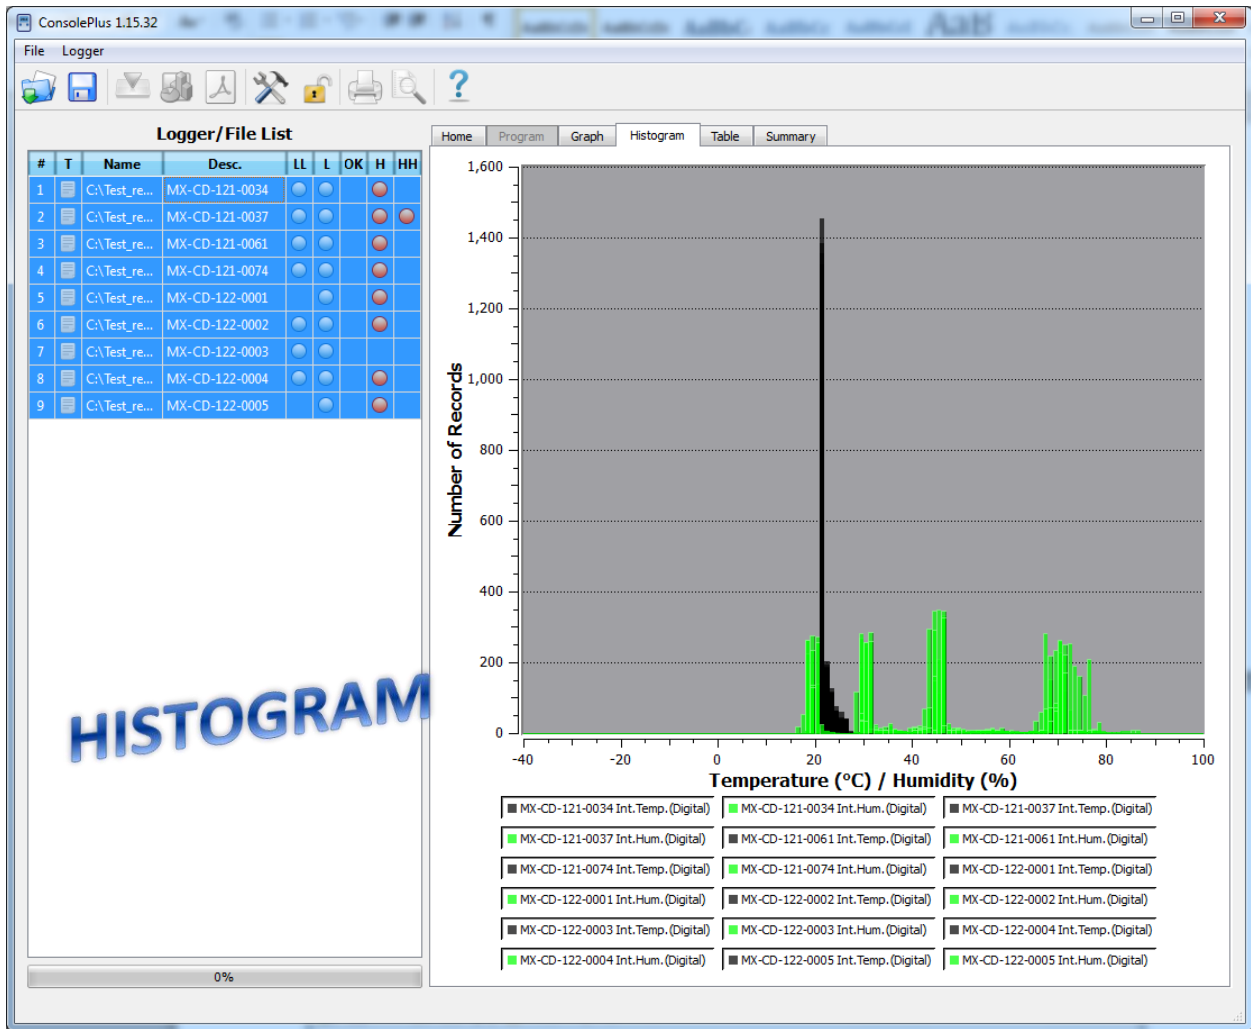 ConsolePlus 1.15.32
File Logger
Logger/File List
# T Name Desc. LL L OK H HH
1 C:\Test_re... MX-CD-121-0034
2 C:\Test_re... MX-CD-121-0037
3 C:\Test_re... MX-CD-121-0061
4 C:\Test_re... MX-CD-121-0074
5 C:\Test_re... MX-CD-122-0001
6 C:\Test_re... MX-CD-122-0002
7 C:\Test_re... MX-CD-122-0003
8 C:\Test_re... MX-CD-122-0004
9 C:\Test_re... MX-CD-122-0005
HISTOGRAM
0%
Home Program Graph Histogram Table Summary
Number of Records
1,600
1,400
1,200
1,000
800
600
400
200
0
-40 -20 0 20 40 60 80 100
Temperature (°C) / Humidity (%)
MX-CD-121-0034 Int.Temp.(Digital) MX-CD-121-0034 Int.Hum.(Digital) MX-CD-121-0037 Int.Temp.(Digital)
MX-CD-121-0037 Int.Hum.(Digital) MX-CD-121-0061 Int.Temp.(Digital) MX-CD-121-0061 Int.Hum.(Digital)
MX-CD-121-0074 Int.Temp.(Digital) MX-CD-121-0074 Int.Hum.(Digital) MX-CD-122-0001 Int.Temp.(Digital)
MX-CD-122-0001 Int.Hum.(Digital) MX-CD-122-0002 Int.Temp.(Digital) MX-CD-122-0002 Int.Hum.(Digital)
MX-CD-122-0003 Int.Temp.(Digital) MX-CD-122-0003 Int.Hum.(Digital) MX-CD-122-0004 Int.Temp.(Digital)
MX-CD-122-0004 Int.Hum.(Digital) MX-CD-122-0005 Int.Temp.(Digital) MX-CD-122-0005 Int.Hum.(Digital)